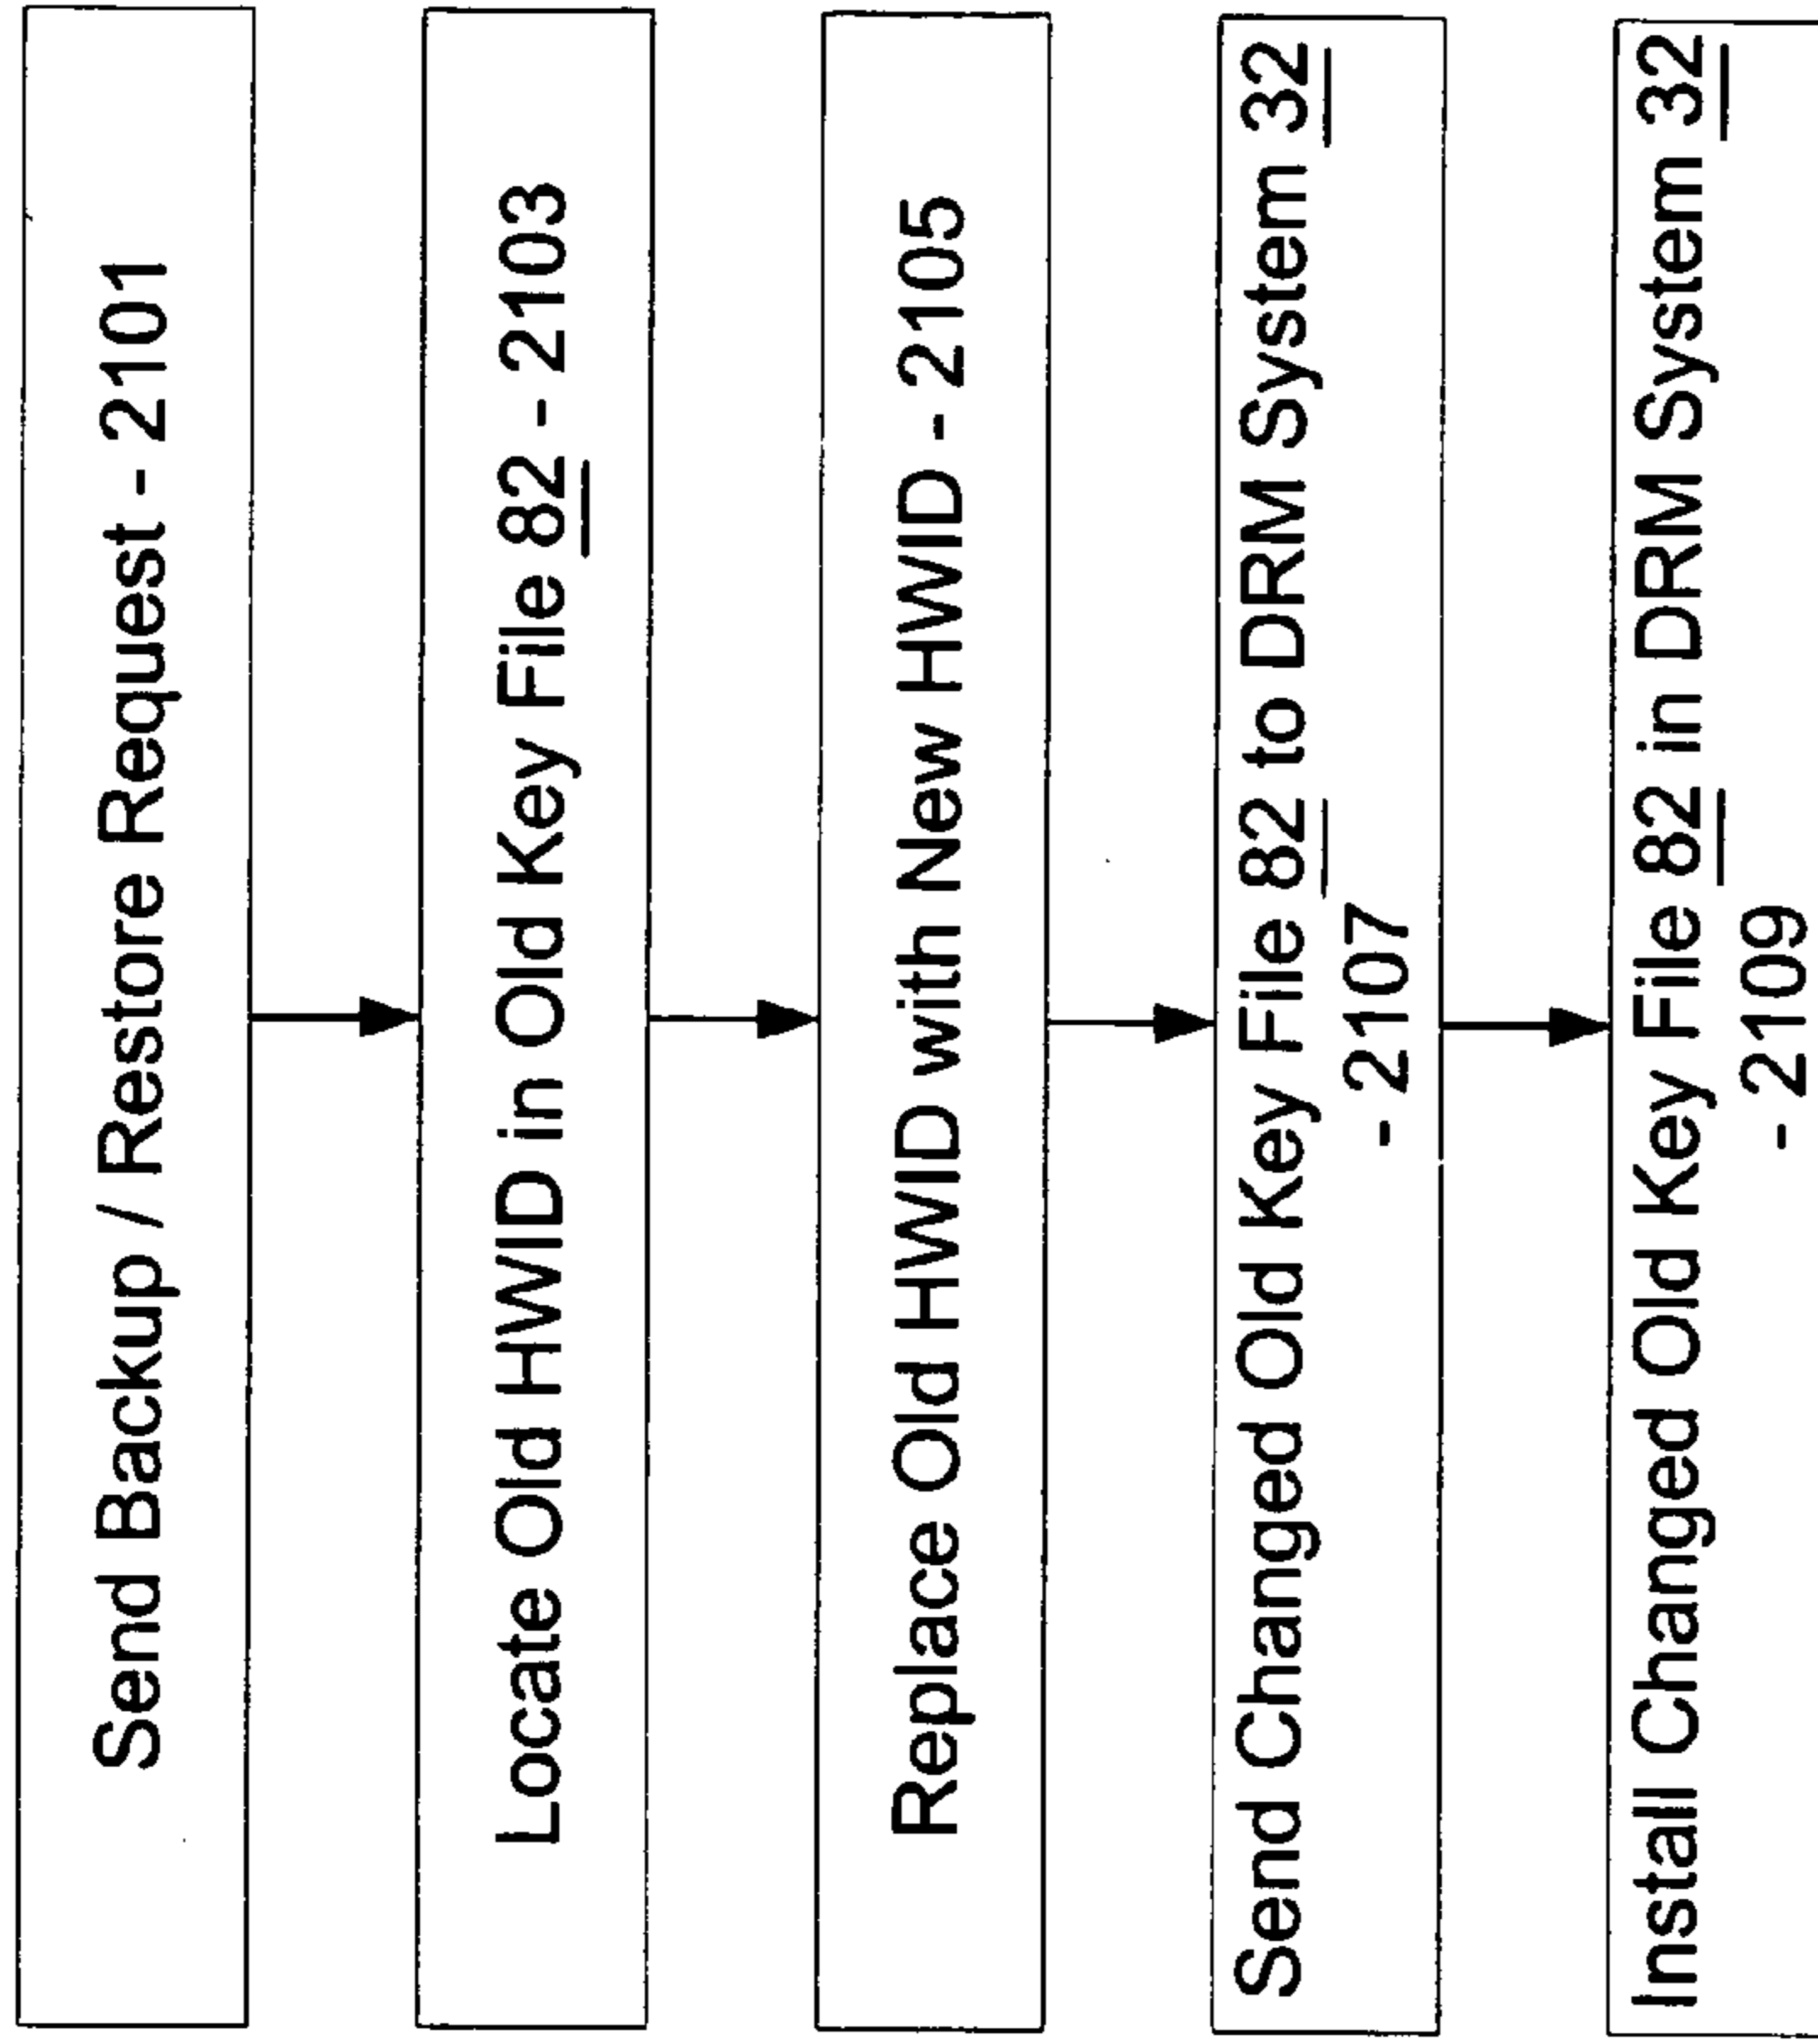 Send Backup / Restore Request - 2101
Locate Old HWID in Old Key File 82 - 2103
Replace Old HWID with New HWID - 2105
Send Changed Old Key File 82 to DRM System 32
- 2107
Install Changed Old Key File 82 in DRM System 32
- 2109